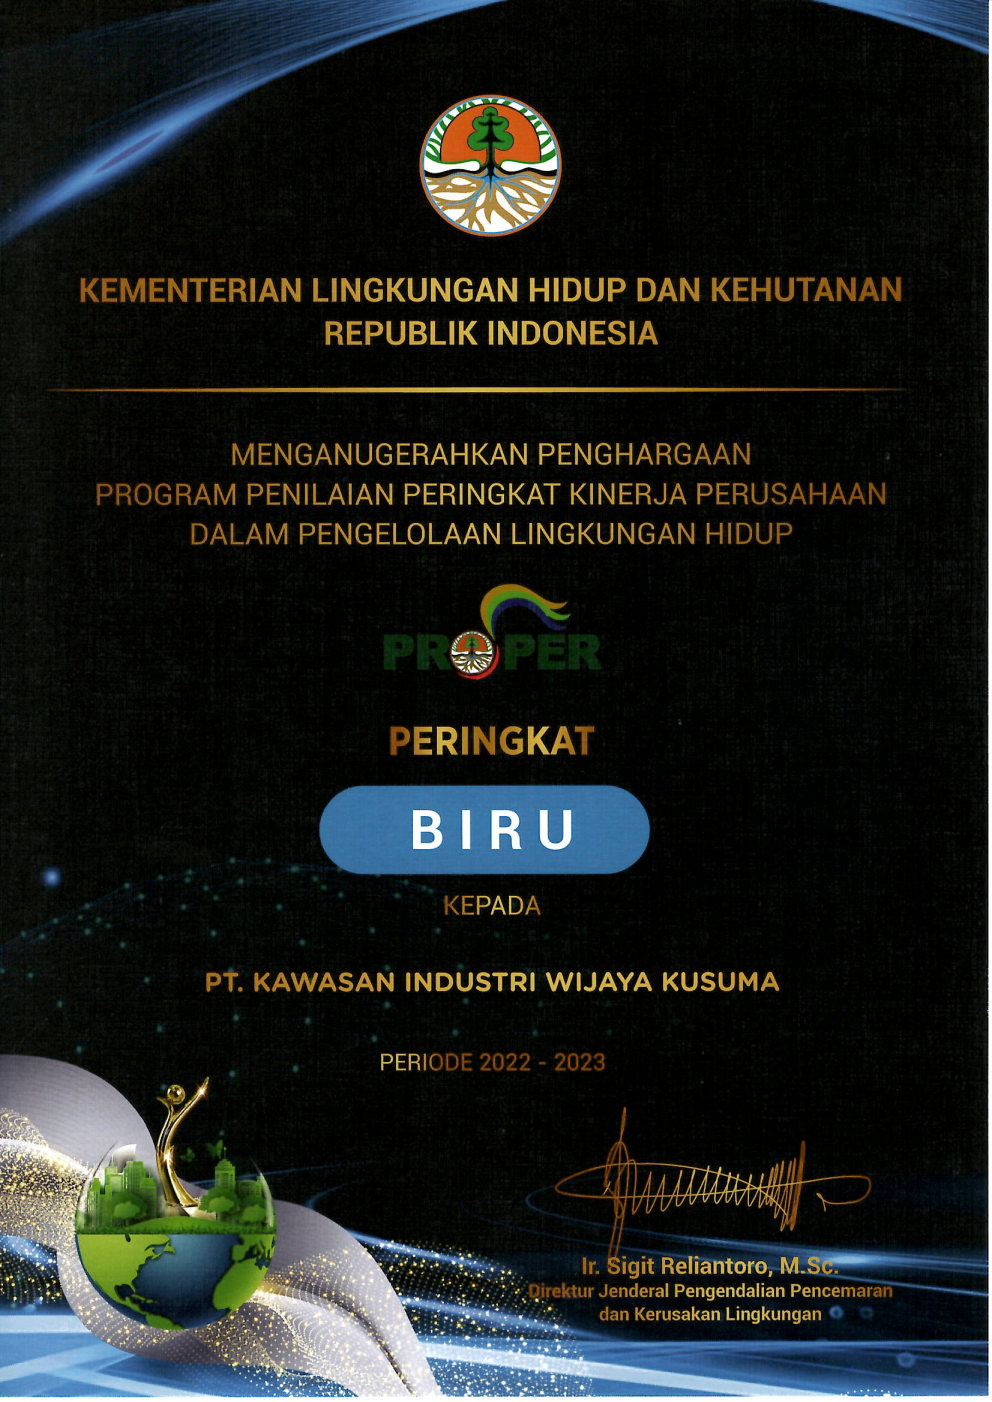 KEMENTERIAN LINGKUNGAN HIDUP DAN KEHUTANAN
REPUBLIK INDONESIA
MENGANUGERAHKAN PENGHARGAAN
PROGRAM PENILAIAN PERINGKAT KINERJA PERUSAHAAN
DALAM PENGELOLAAN LINGKUNGAN HIDUP
PROPER
PERINGKAT
BIRU
KEPADA
PT. KAWASAN INDUSTRI WIJAYA KUSUMA
PERIODE 2022 - 2023
Ir. Sigit Reliantoro, M.Sc.
Direktur Jenderal Pengendalian Pencemaran
dan Kerusakan Lingkungan